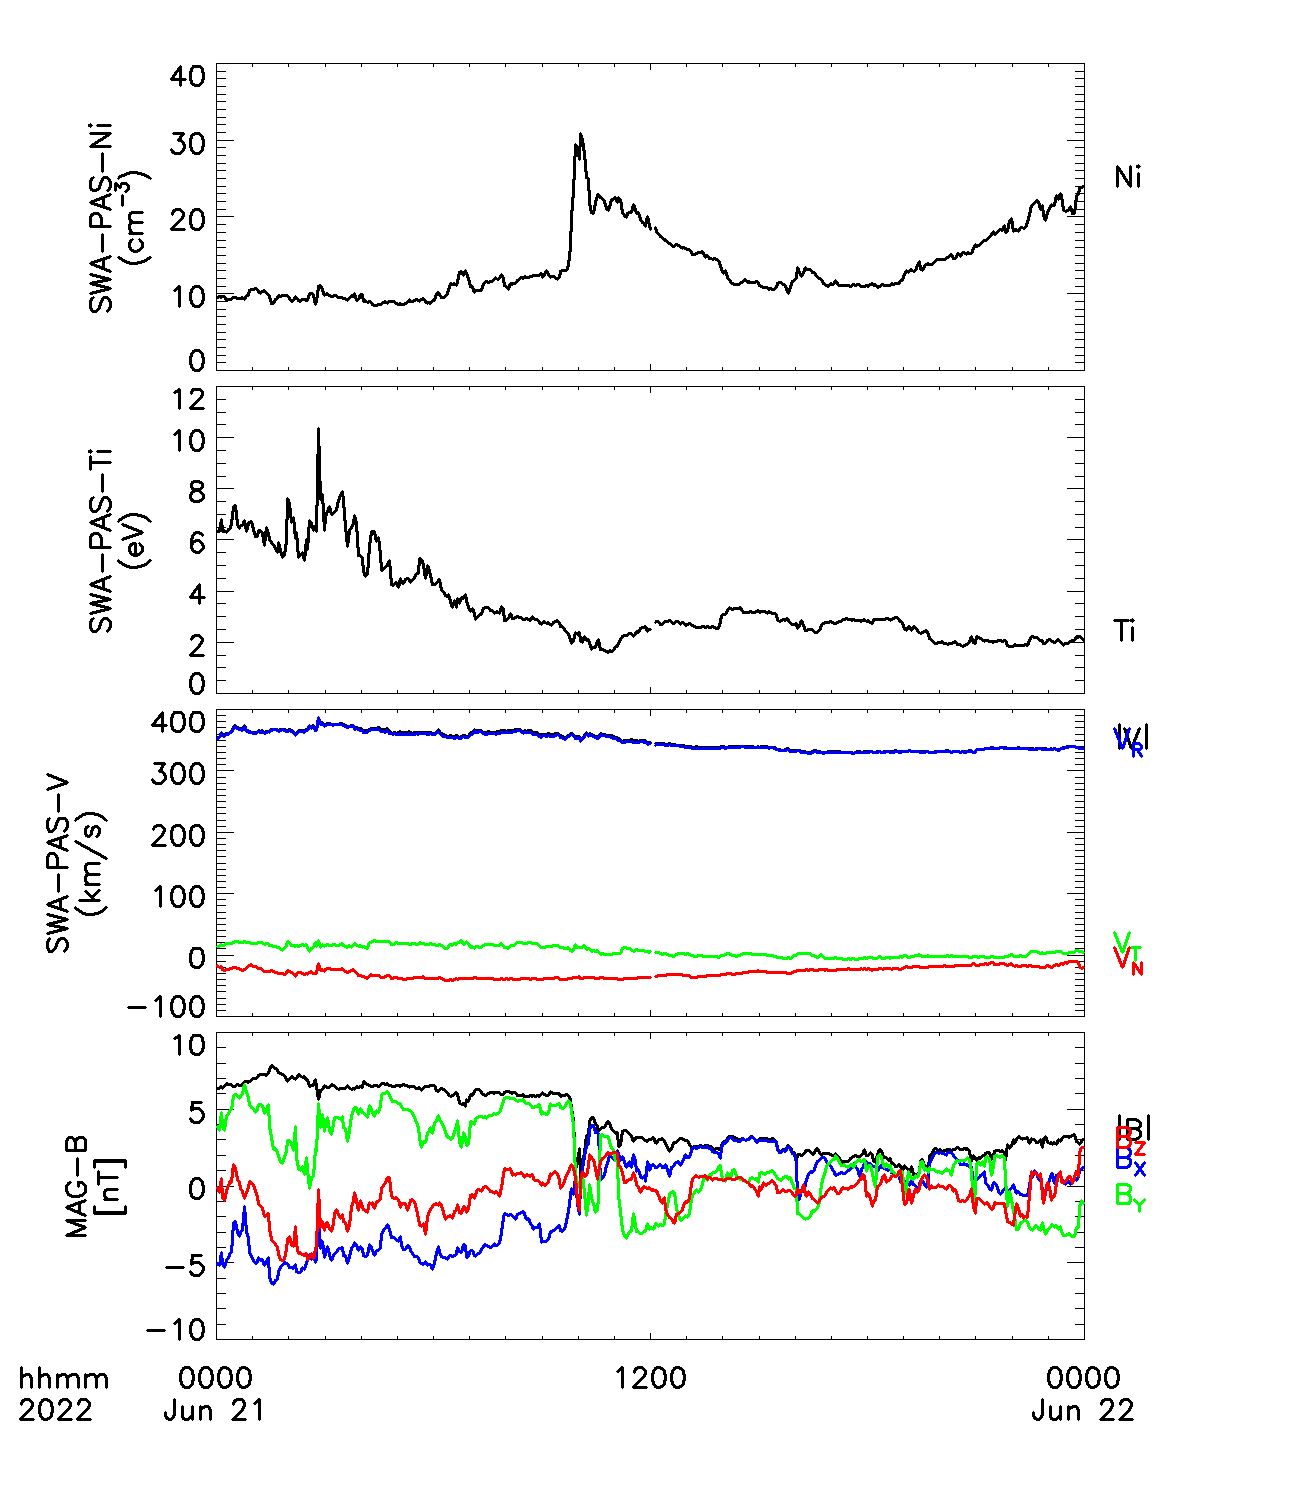 SWA-PAS-Ni
(cm⁻³)
40
30
20
10
0
Ni
SWA-PAS-Ti
(eV)
12
10
8
6
4
2
0
Ti
SWA-PAS-V
(km/s)
400
300
200
100
0
-100
|V|
V_R
V_T
V_N
MAG-B
[nT]
10
5
0
-5
-10
|B|
B_Z
B_X
B_Y
hhmm 0000 1200 0000
2022 Jun 21 Jun 22